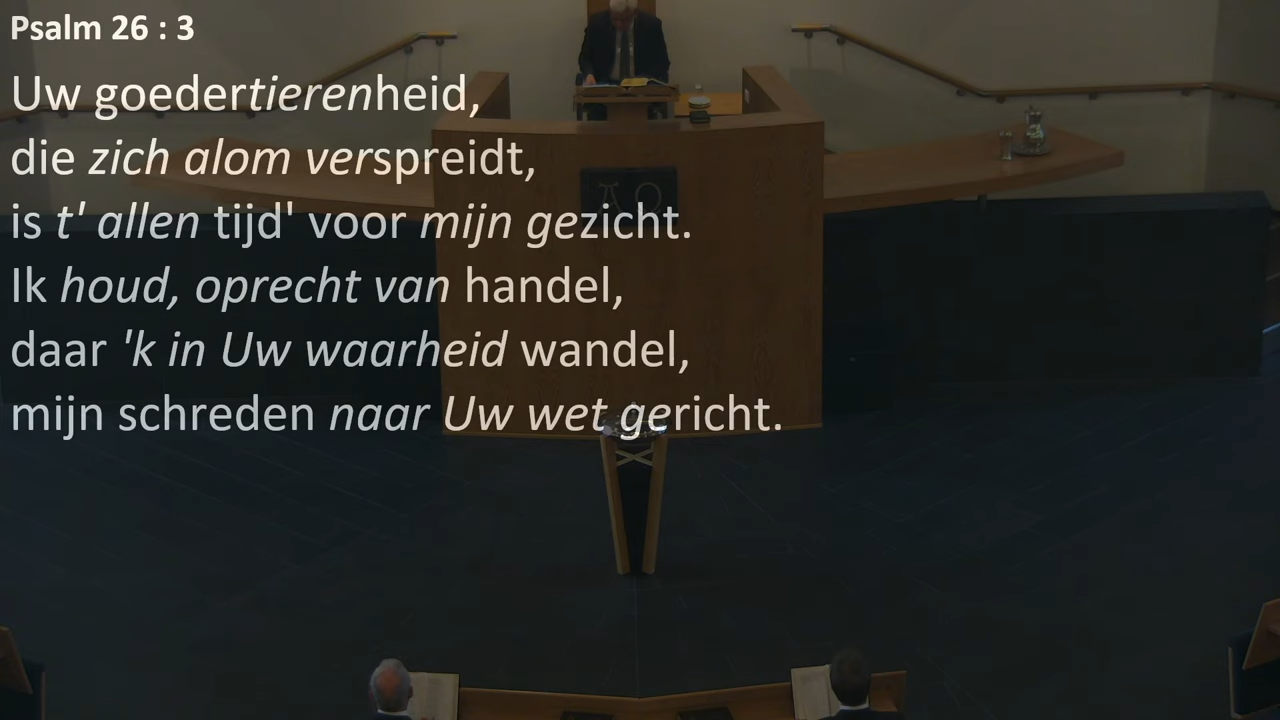 Psalm 26 : 3
Uw goedertierenheid,
die zich alom verspreidt,
is t' allen tijd' voor mijn gezicht.
Ik houd, oprecht van handel,
daar 'k in Uw waarheid wandel,
mijn schreden naar Uw wet gericht.